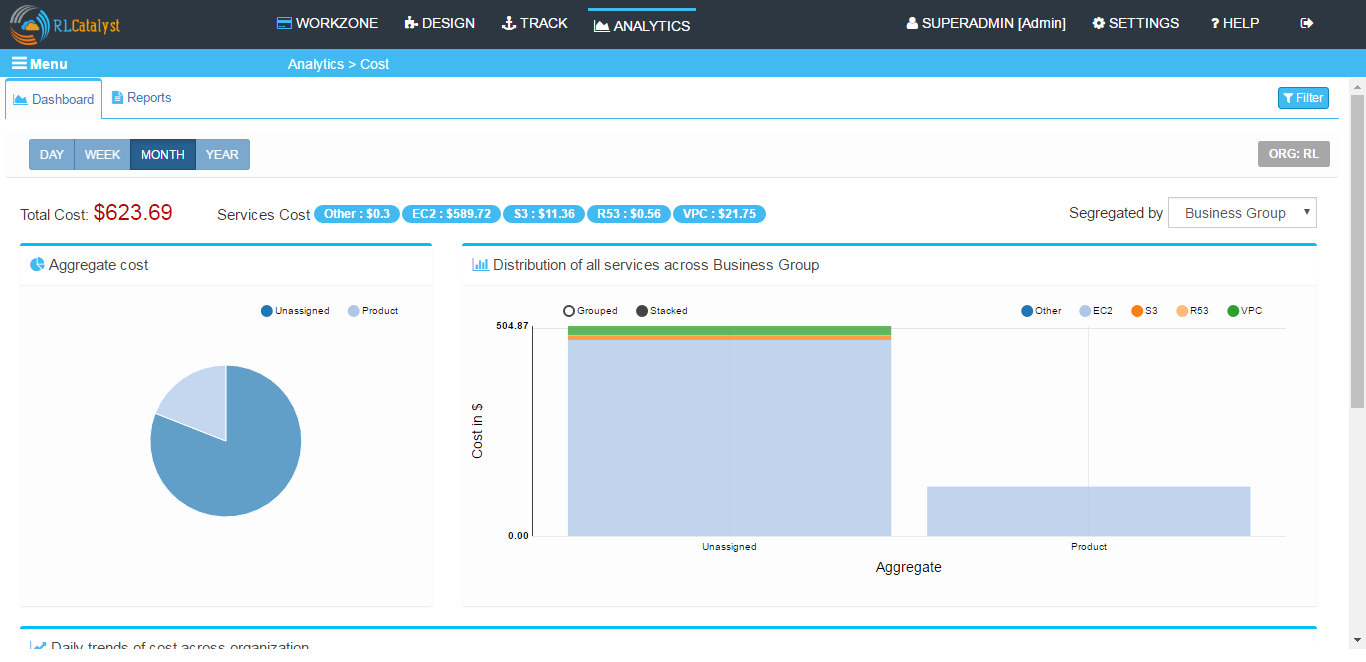 RLCatalyst WORKZONE DESIGN TRACK ANALYTICS SUPERADMIN [Admin] SETTINGS ? HELP
Menu Analytics > Cost
Dashboard Reports Filter
DAY WEEK MONTH YEAR ORG: RL
Total Cost: $623.69 Services Cost Other : $0.3 EC2 : $589.72 S3 : $11.36 R53 : $0.56 VPC : $21.75 Segregated by Business Group
Aggregate cost
Unassigned Product
Distribution of all services across Business Group
Grouped Stacked Other EC2 S3 R53 VPC
504.87
Cost in $
0.00
Unassigned Product
Aggregate
Daily trends of cost across organization